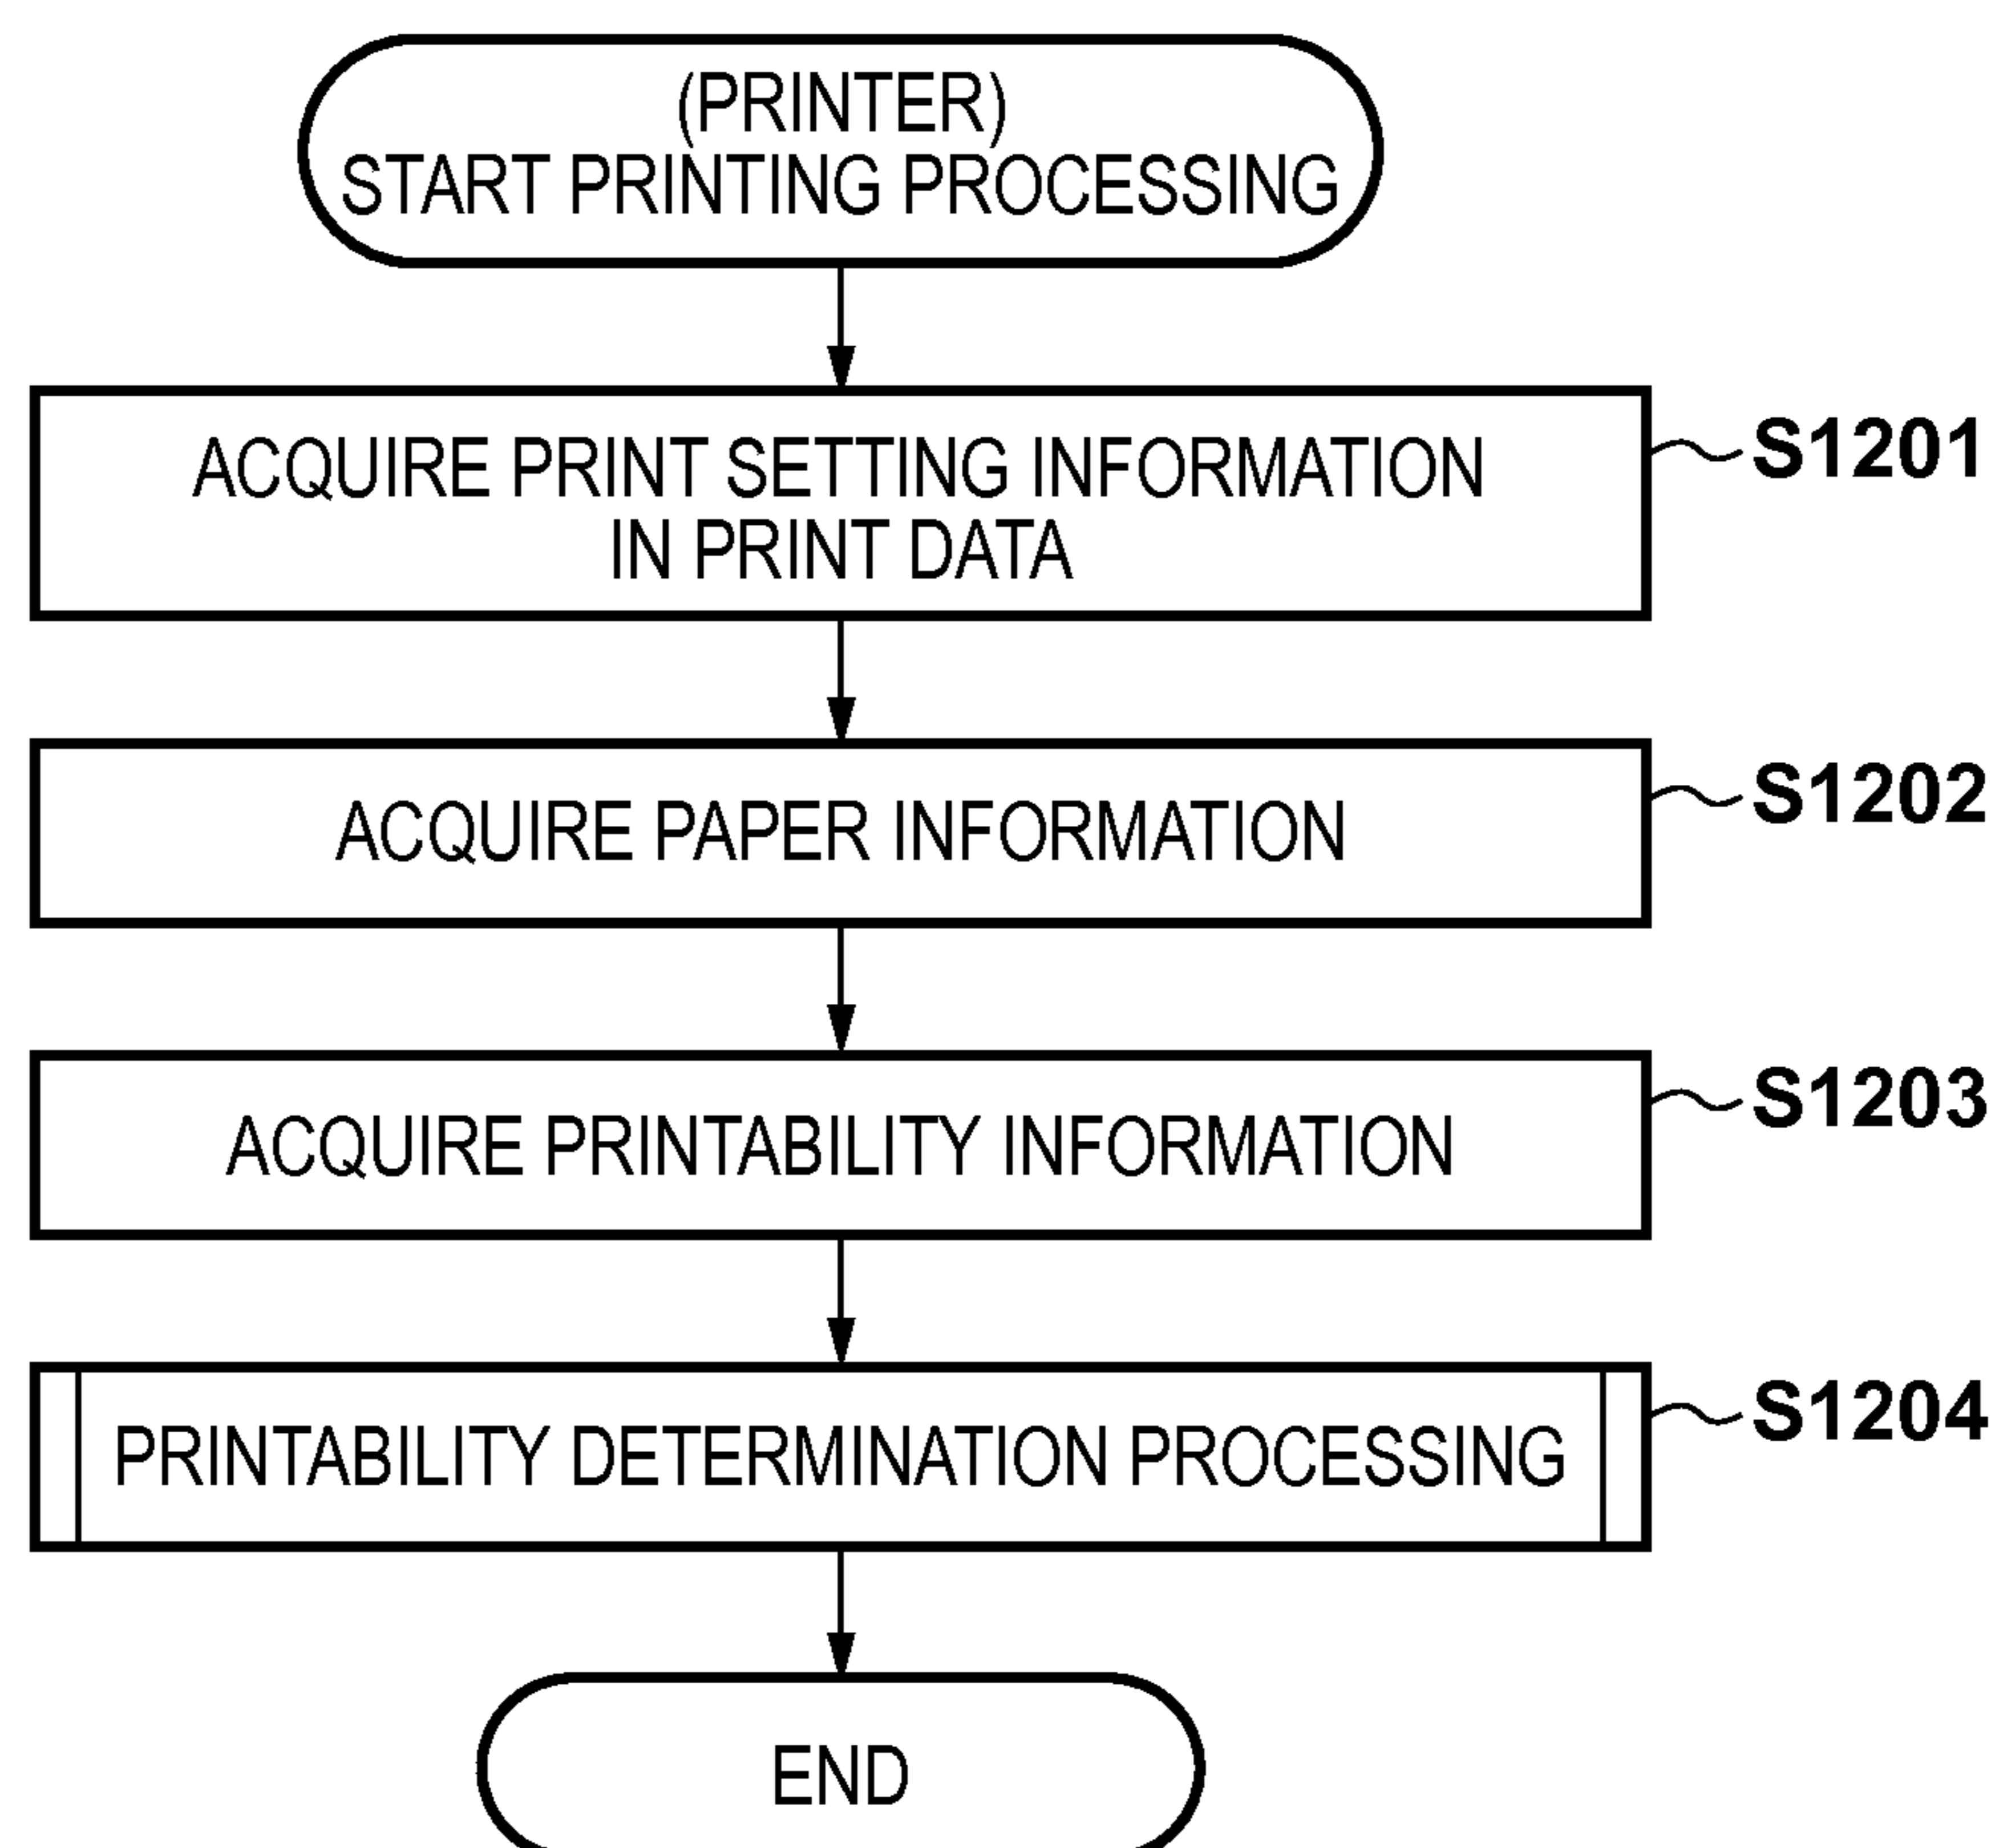 (PRINTER)
START PRINTING PROCESSING
ACQUIRE PRINT SETTING INFORMATION
IN PRINT DATA
S1201
ACQUIRE PAPER INFORMATION
S1202
ACQUIRE PRINTABILITY INFORMATION
S1203
PRINTABILITY DETERMINATION PROCESSING
S1204
END